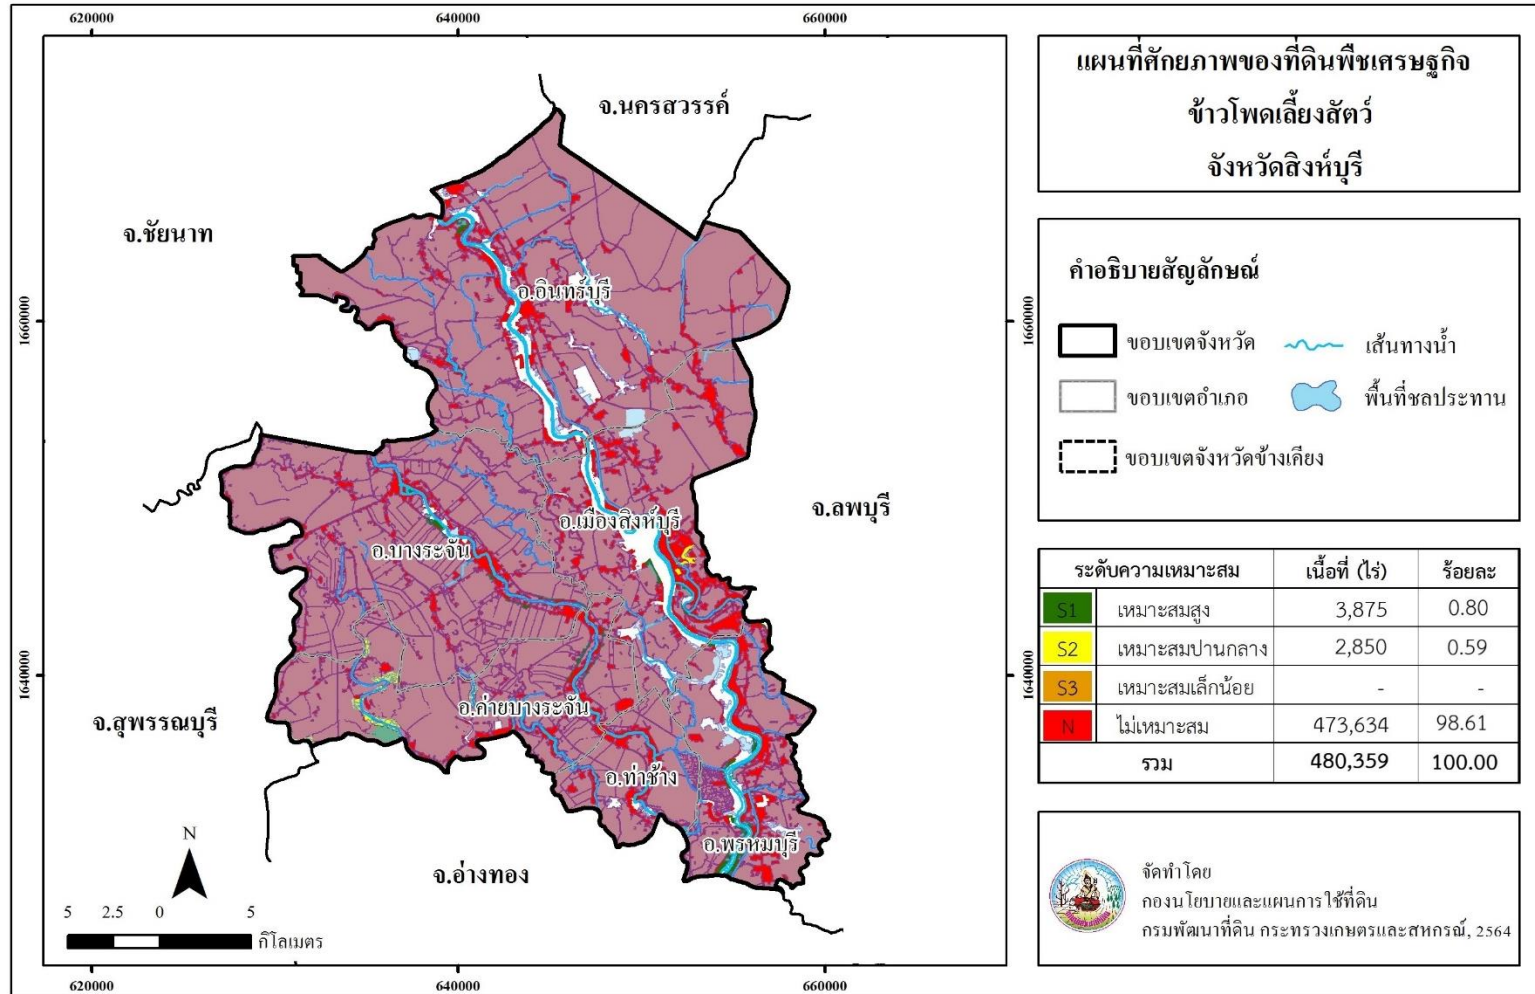 620000
640000
660000
แผนที่ศักยภาพของที่ดินพืชเศรษฐกิจ
ข้าวโพดเลี้ยงสัตว์
จังหวัดสิงห์บุรี
จ.นครสวรรค์
จ.ชัยนาท
อ.อินทร์บุรี
1660000
1660000
จ.ลพบุรี
อ.เมืองสิงห์บุรี
อ.บางระจัน
1640000
1640000
อ.ค่ายบางระจัน
จ.สุพรรณบุรี
อ.ท่าช้าง
อ.พรหมบุรี
จ.อ่างทอง
N
5 2.5 0 5
กิโลเมตร
620000
640000
660000
คำอธิบายสัญลักษณ์
ขอบเขตจังหวัด เส้นทางน้ำ
ขอบเขตอำเภอ พื้นที่ชลประทาน
ขอบเขตจังหวัดข้างเคียง
ระดับความเหมาะสม เนื้อที่ (ไร่) ร้อยละ
S1 เหมาะสมสูง 3,875 0.80
S2 เหมาะสมปานกลาง 2,850 0.59
S3 เหมาะสมเล็กน้อย - -
N ไม่เหมาะสม 473,634 98.61
รวม 480,359 100.00
จัดทำโดย
กองนโยบายและแผนการใช้ที่ดิน
กรมพัฒนาที่ดิน กระทรวงเกษตรและสหกรณ์, 2564